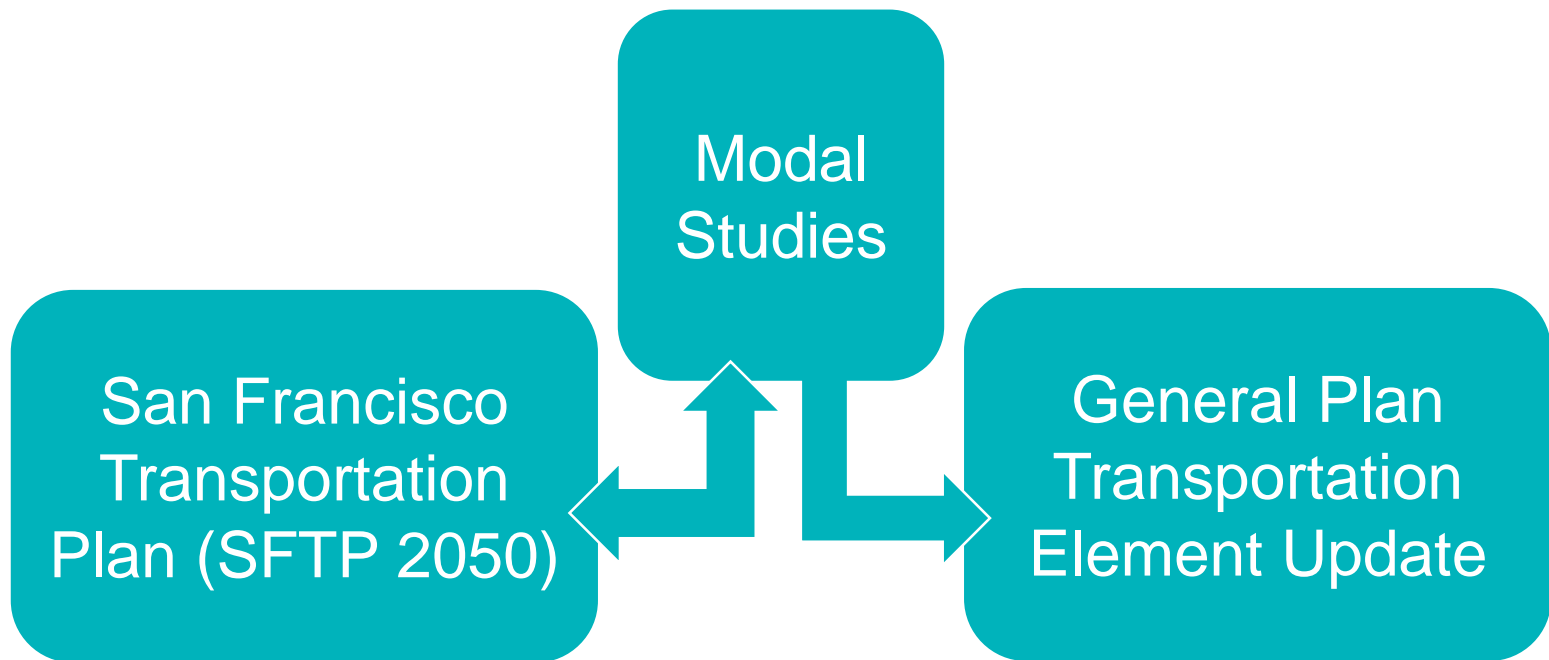 Modal
Studies
San Francisco
Transportation
Plan (SFTP 2050)
General Plan
Transportation
Element Update